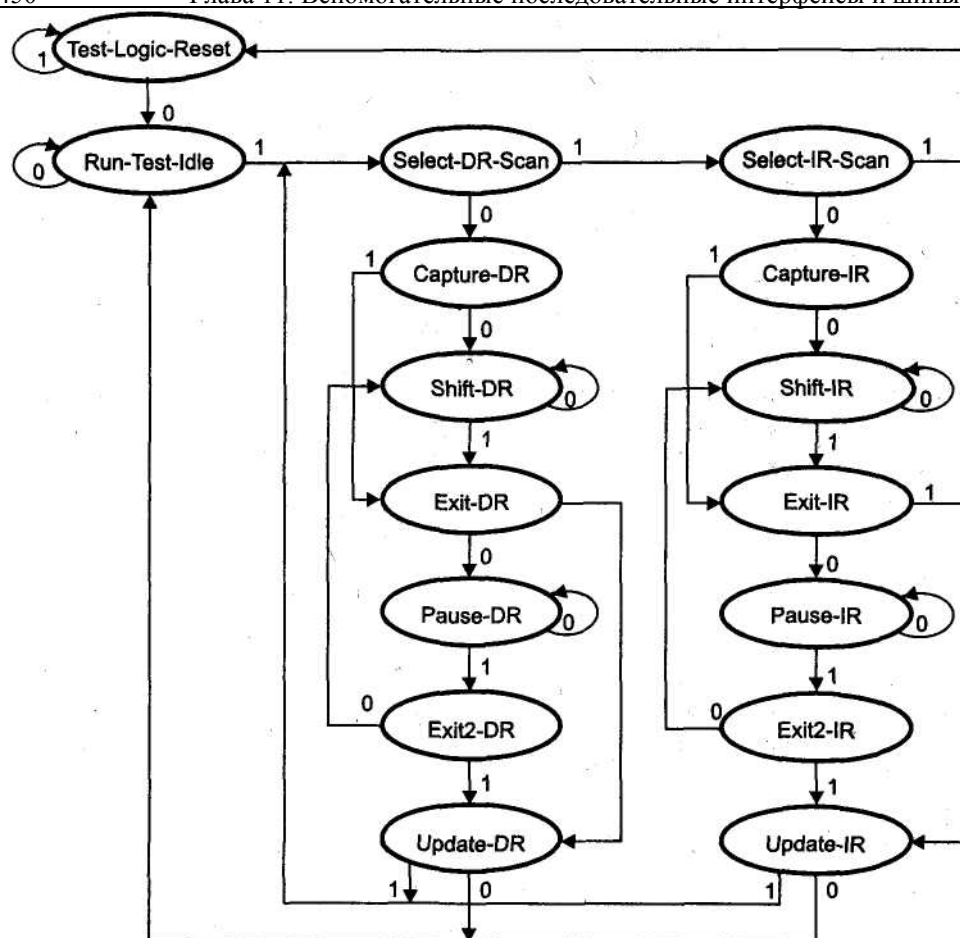 Глава 11. Вспомогательные последовательные интерфейсы и шины
Test-Logic-Reset
1
0
Run-Test-Idle
0
1
Select-DR-Scan
1
Select-IR-Scan
1
0
0
1
Capture-DR
1
Capture-IR
0
0
Shift-DR
0
Shift-IR
0
1
1
Exit-DR
Exit-IR
1
0
0
Pause-DR
0
Pause-IR
0
1
1
0
Exit2-DR
0
Exit2-IR
1
1
Update-DR
Update-IR
1
0
1
0